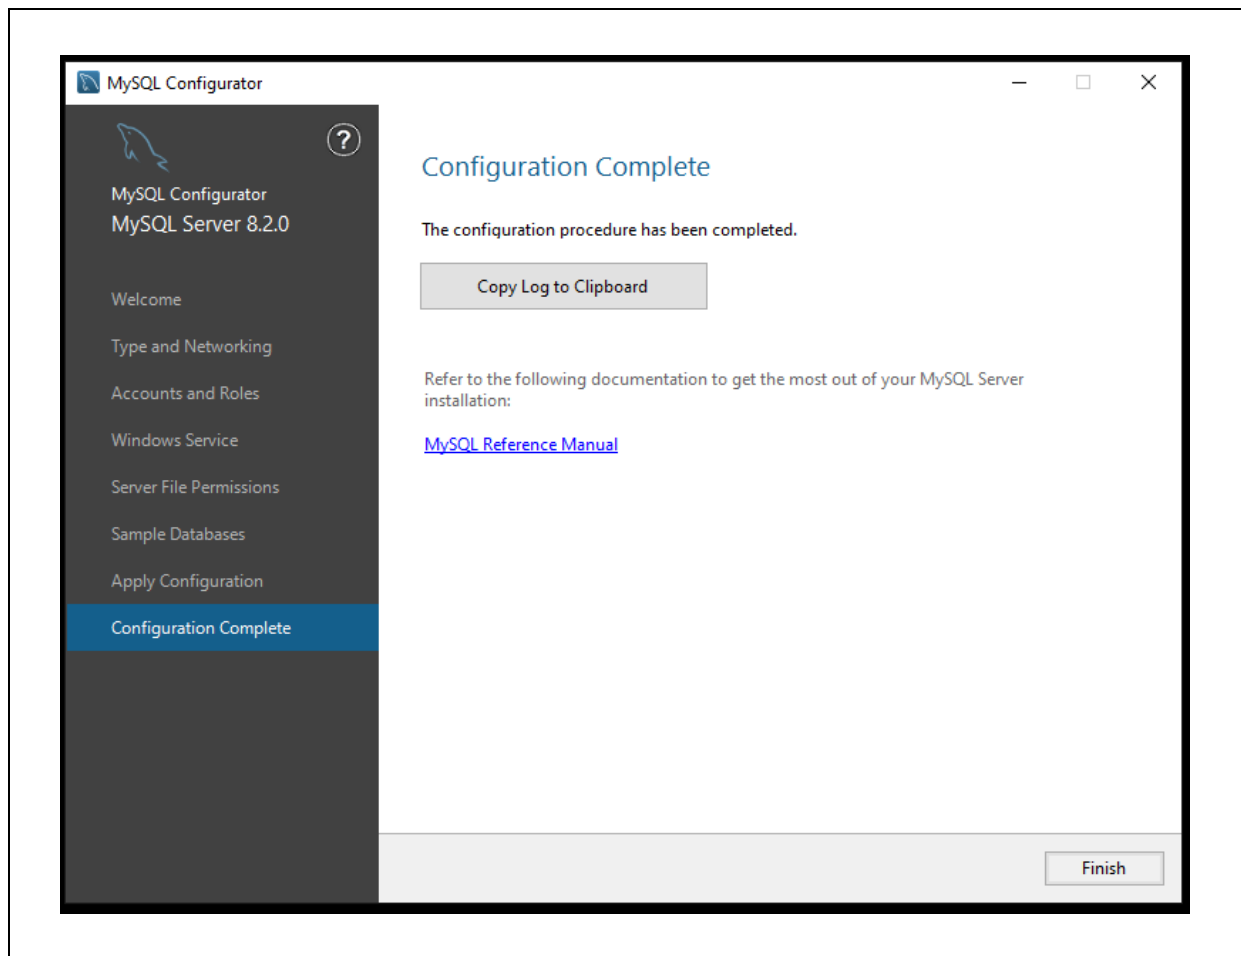 MySQL Configurator
?
MySQL Configurator
MySQL Server 8.2.0
Welcome
Type and Networking
Accounts and Roles
Windows Service
Server File Permissions
Sample Databases
Apply Configuration
Configuration Complete
Configuration Complete
The configuration procedure has been completed.
Copy Log to Clipboard
Refer to the following documentation to get the most out of your MySQL Server
installation:
MySQL Reference Manual
Finish